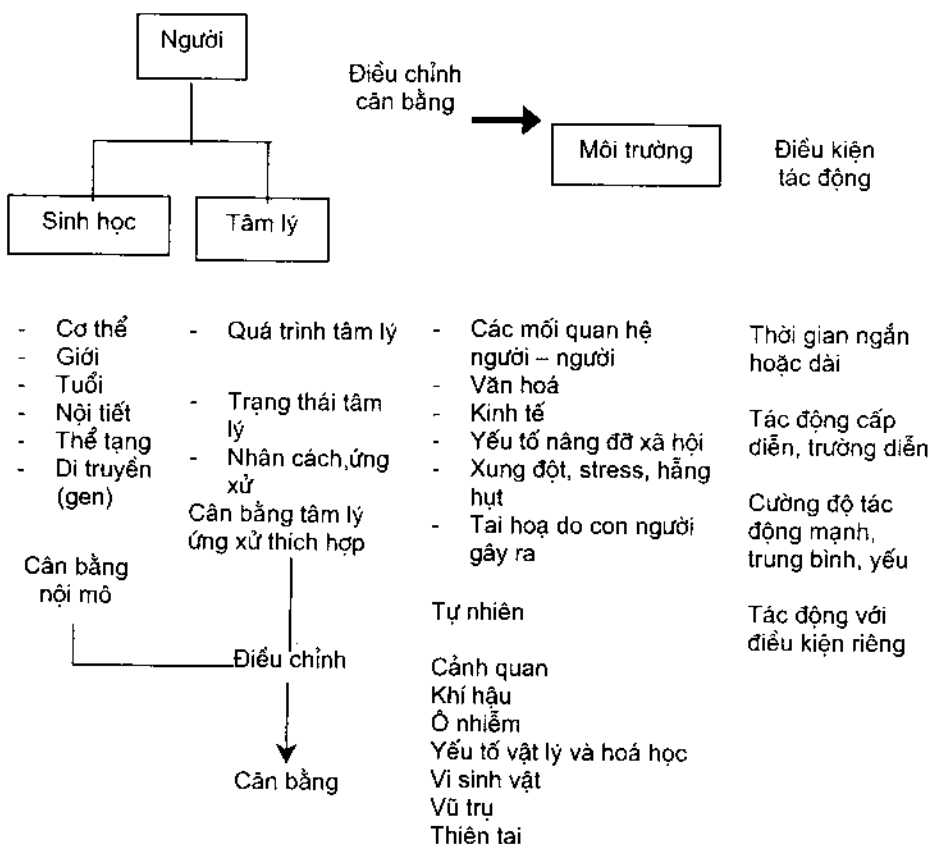 Người
Điều chỉnh
cân bằng
Môi trường
Điều kiện
tác động
Sinh học
Tâm lý
- Cơ thể
- Giới
- Tuổi
- Nội tiết
- Thể tạng
- Di truyền
(gen)
Cân bằng
nội mô
- Quá trình tâm lý
- Trạng thái tâm
lý
- Nhân cách,ứng
xử
Cân bằng tâm lý
ứng xử thích hợp
Điều chỉnh
Cân bằng
- Các mối quan hệ
người – người
- Văn hoá
- Kinh tế
- Yếu tố nâng đỡ xã hội
- Xung đột, stress, hẫng
hụt
- Tai hoạ do con người
gây ra
Tự nhiên
Cảnh quan
Khí hậu
Ô nhiễm
Yếu tố vật lý và hoá học
Vi sinh vật
Vũ trụ
Thiên tai
Thời gian ngắn
hoặc dài
Tác động cấp
diễn, trường diễn
Cường độ tác
động mạnh,
trung bình, yếu
Tác động với
điều kiện riêng